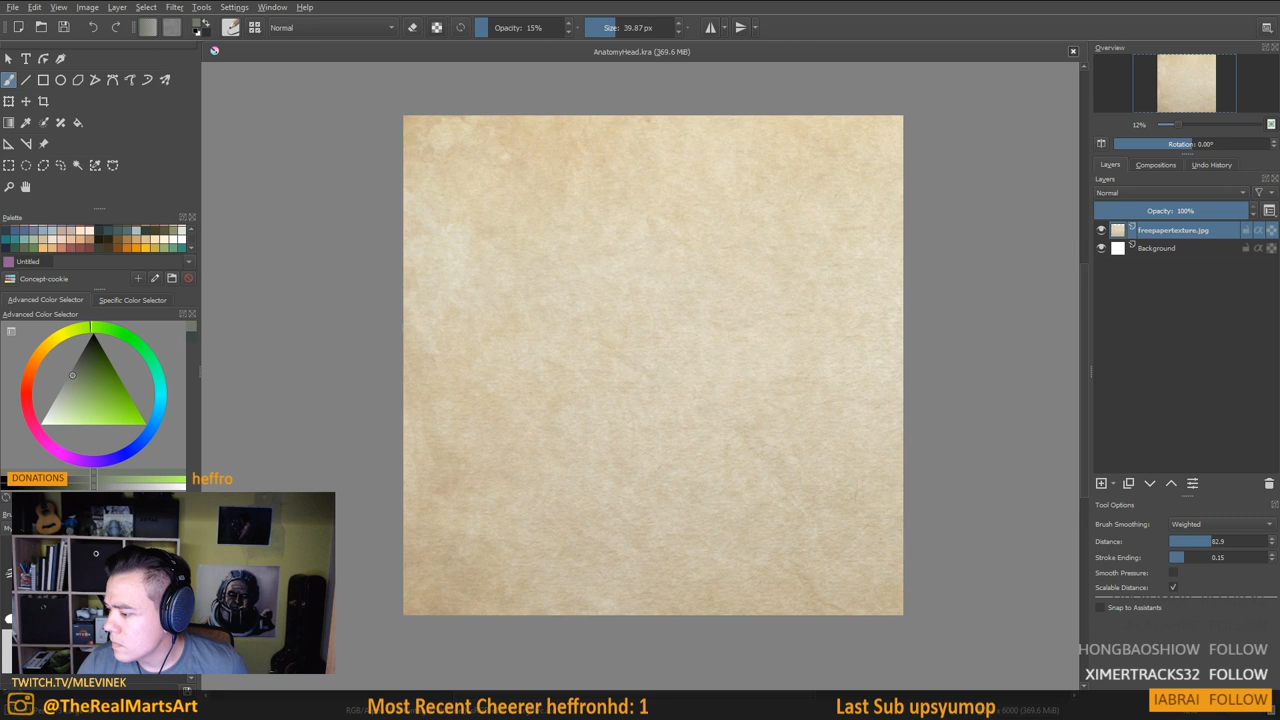 File Edit View Image Layer Select Filter Tools Settings Window Help
Normal
Opacity: 15%
Size: 39.87 px
AnatomyHead.kra (369.6 MiB)
Overview
12%
Rotation: 0.00°
Layers Compositions Undo History
Layers
Normal
Opacity: 100%
freepapertexture.jpg
Background
Palette
Untitled
Concept-cookie
Advanced Color Selector Specific Color Selector
Advanced Color Selector
DONATIONS
heffro
Tool Options
Brush Smoothing: Weighted
Distance: 82.9
Stroke Ending: 0.15
Smooth Pressure:
Scalable Distance:
Snap to Assistants
HONGBAOSHIOW FOLLOW
XIMERTRACKS32 FOLLOW
IABRAI FOLLOW
TWITCH.TV/MLEVINEK
@TheRealMartsArt
Most Recent Cheerer heffronhd: 1
Last Sub upsyumop